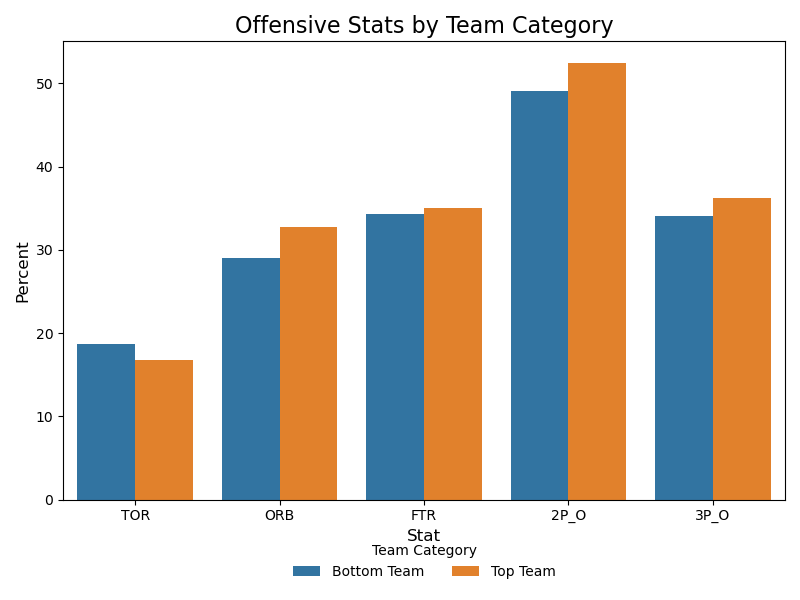 Offensive Stats by Team Category
Percent
50
40
30
20
10
0
TOR ORB FTR 2P_O 3P_O
Stat
Team Category
Bottom Team Top Team